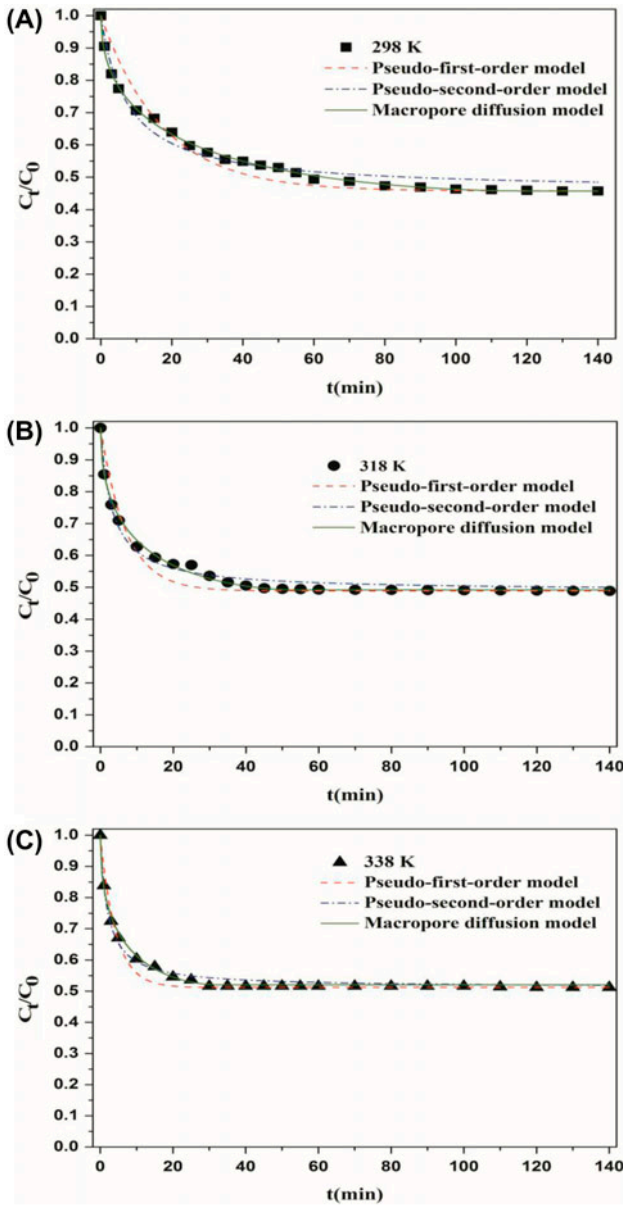 (A)
1.0
0.9
0.8
0.7
0.6
0.5
0.4
0.3
0.2
0.1
0.0
Cₜ/C₀
298 K
Pseudo-first-order model
Pseudo-second-order model
Macropore diffusion model
0 20 40 60 80 100 120 140
t(min)
(B)
1.0
0.9
0.8
0.7
0.6
0.5
0.4
0.3
0.2
0.1
0.0
Cₜ/C₀
318 K
Pseudo-first-order model
Pseudo-second-order model
Macropore diffusion model
0 20 40 60 80 100 120 140
t(min)
(C)
1.0
0.9
0.8
0.7
0.6
0.5
0.4
0.3
0.2
0.1
0.0
Cₜ/C₀
338 K
Pseudo-first-order model
Pseudo-second-order model
Macropore diffusion model
0 20 40 60 80 100 120 140
t(min)